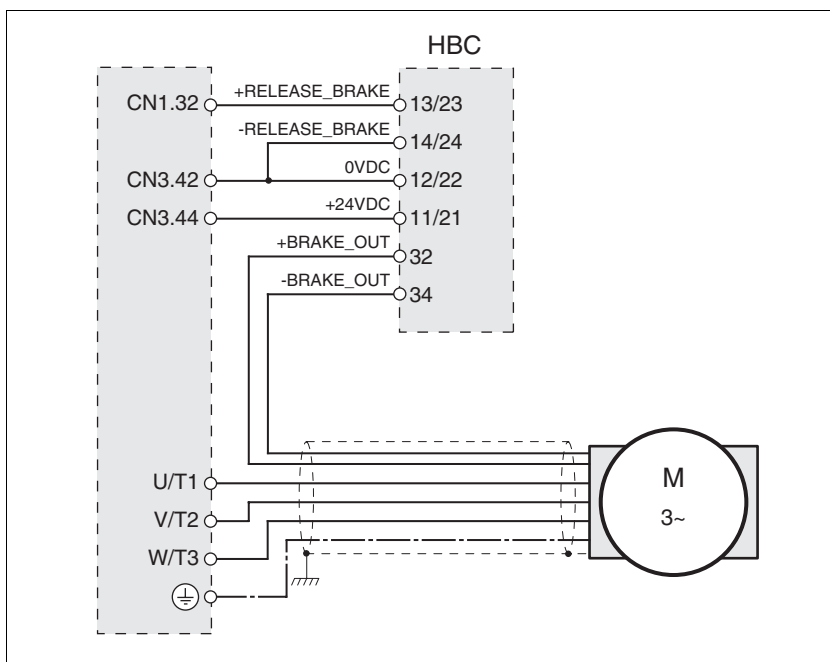 HBC
CN1.32 +RELEASE_BRAKE 13/23
-RELEASE_BRAKE 14/24
CN3.42 0VDC 12/22
CN3.44 +24VDC 11/21
+BRAKE_OUT 32
-BRAKE_OUT 34
U/T1
V/T2
W/T3
M
3~